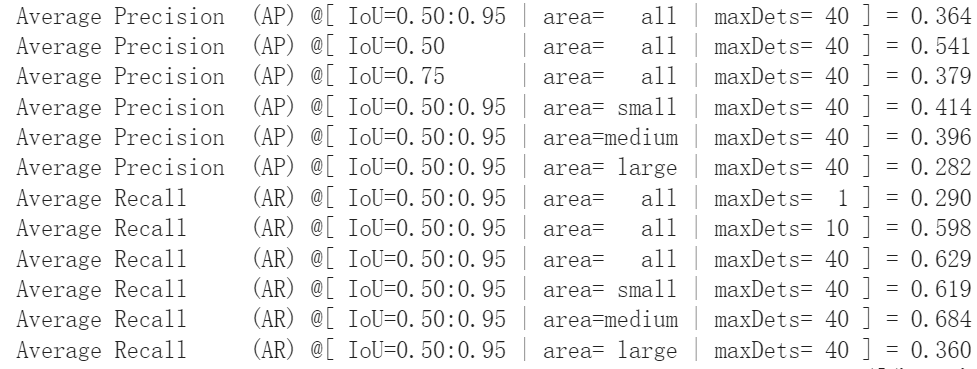 Average Precision (AP) @[ IoU=0.50:0.95 | area= all | maxDets= 40 ] = 0.364
Average Precision (AP) @[ IoU=0.50 | area= all | maxDets= 40 ] = 0.541
Average Precision (AP) @[ IoU=0.75 | area= all | maxDets= 40 ] = 0.379
Average Precision (AP) @[ IoU=0.50:0.95 | area= small | maxDets= 40 ] = 0.414
Average Precision (AP) @[ IoU=0.50:0.95 | area=medium | maxDets= 40 ] = 0.396
Average Precision (AP) @[ IoU=0.50:0.95 | area= large | maxDets= 40 ] = 0.282
Average Recall (AR) @[ IoU=0.50:0.95 | area= all | maxDets= 1 ] = 0.290
Average Recall (AR) @[ IoU=0.50:0.95 | area= all | maxDets= 10 ] = 0.598
Average Recall (AR) @[ IoU=0.50:0.95 | area= all | maxDets= 40 ] = 0.629
Average Recall (AR) @[ IoU=0.50:0.95 | area= small | maxDets= 40 ] = 0.619
Average Recall (AR) @[ IoU=0.50:0.95 | area=medium | maxDets= 40 ] = 0.684
Average Recall (AR) @[ IoU=0.50:0.95 | area= large | maxDets= 40 ] = 0.360